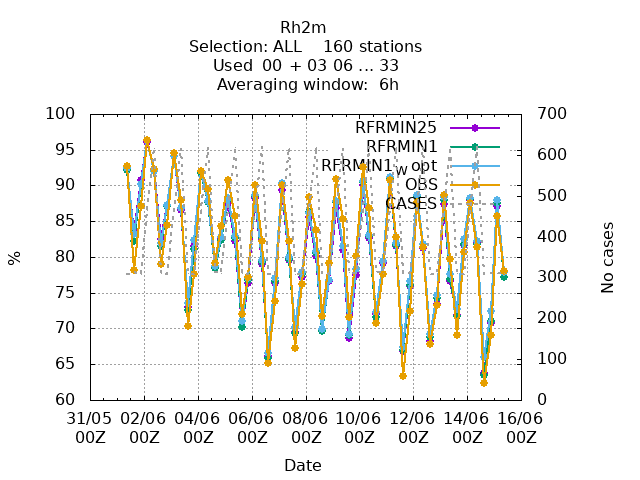 Rh2m
Selection: ALL    160 stations
Used  00 + 03 06 ... 33
Averaging window:  6h
100
95
90
85
80
75
70
65
60
%
700
600
500
400
300
200
100
0
No cases
RFRMIN25
RFRMIN1
RFRMIN1_w opt
OBS
CASES
31/05 02/06 04/06 06/06 08/06 10/06 12/06 14/06 16/06
00Z 00Z 00Z 00Z 00Z 00Z 00Z 00Z 00Z
Date